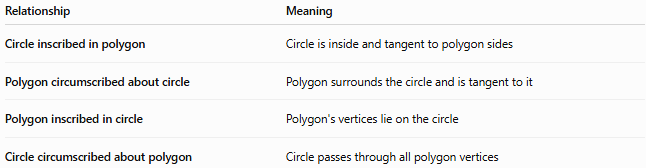 Relationship Meaning
Circle inscribed in polygon Circle is inside and tangent to polygon sides
Polygon circumscribed about circle Polygon surrounds the circle and is tangent to it
Polygon inscribed in circle Polygon's vertices lie on the circle
Circle circumscribed about polygon Circle passes through all polygon vertices